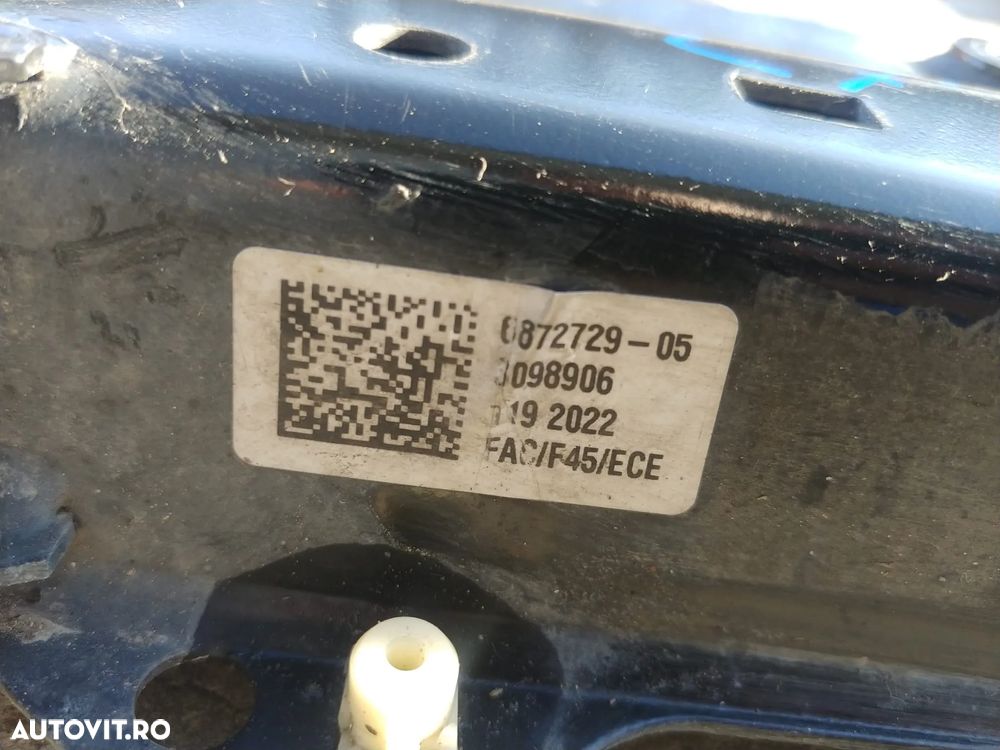 6872729-05
3098906
19 2022
FAC/F45/ECE
AUTOVIT.RO